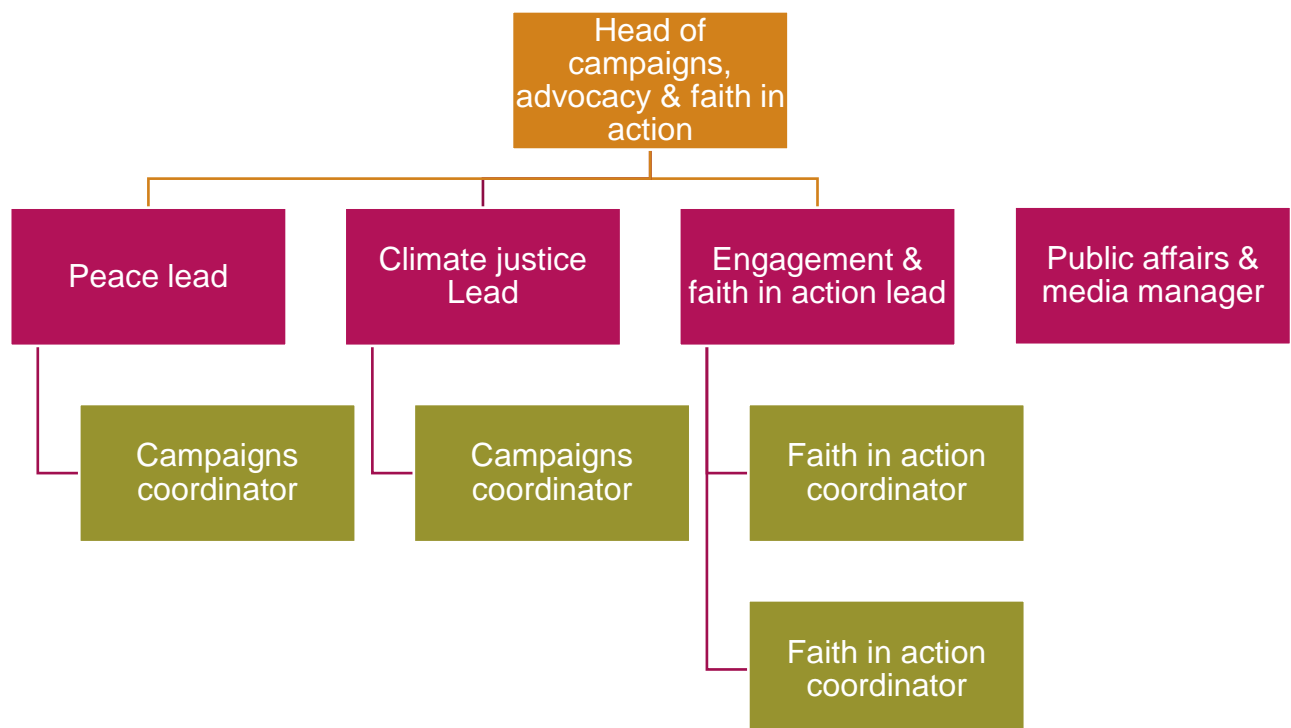 Head of
campaigns,
advocacy & faith in
action
Peace lead
Climate justice
Lead
Engagement &
faith in action lead
Public affairs &
media manager
Campaigns
coordinator
Campaigns
coordinator
Faith in action
coordinator
Faith in action
coordinator